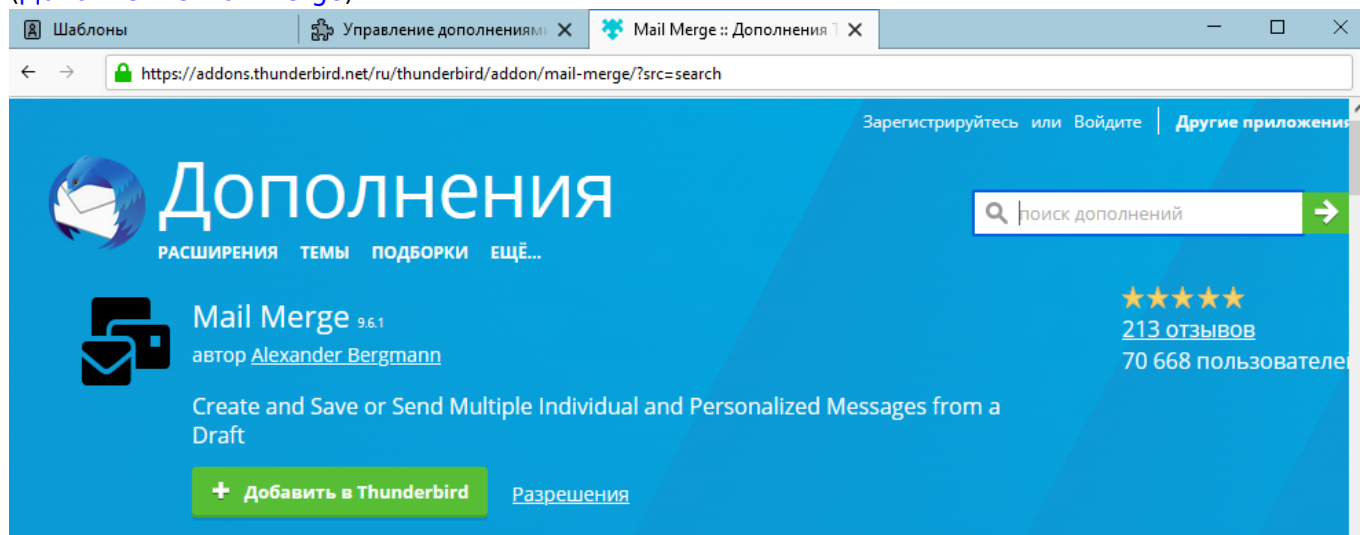 Шаблоны Управление дополнениями Mail Merge :: Дополнения T
https://addons.thunderbird.net/ru/thunderbird/addon/mail-merge/?src=search
Зарегистрируйтесь или Войдите Другие приложения
Дополнения
поиск дополнений
РАСШИРЕНИЯ ТЕМЫ ПОДБОРКИ ЕЩЁ...
Mail Merge 9.6.1
213 отзывов
автор Alexander Bergmann
70 668 пользователей
Create and Save or Send Multiple Individual and Personalized Messages from a
Draft
+ Добавить в Thunderbird Разрешения